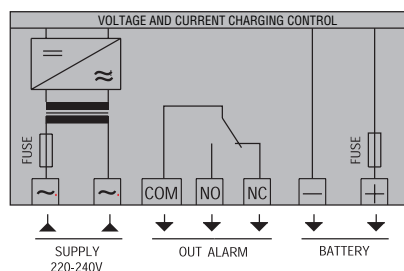 VOLTAGE AND CURRENT CHARGING CONTROL
FUSE
FUSE
~ ~ COM NO NC — +
SUPPLY
220-240V
OUT ALARM
BATTERY